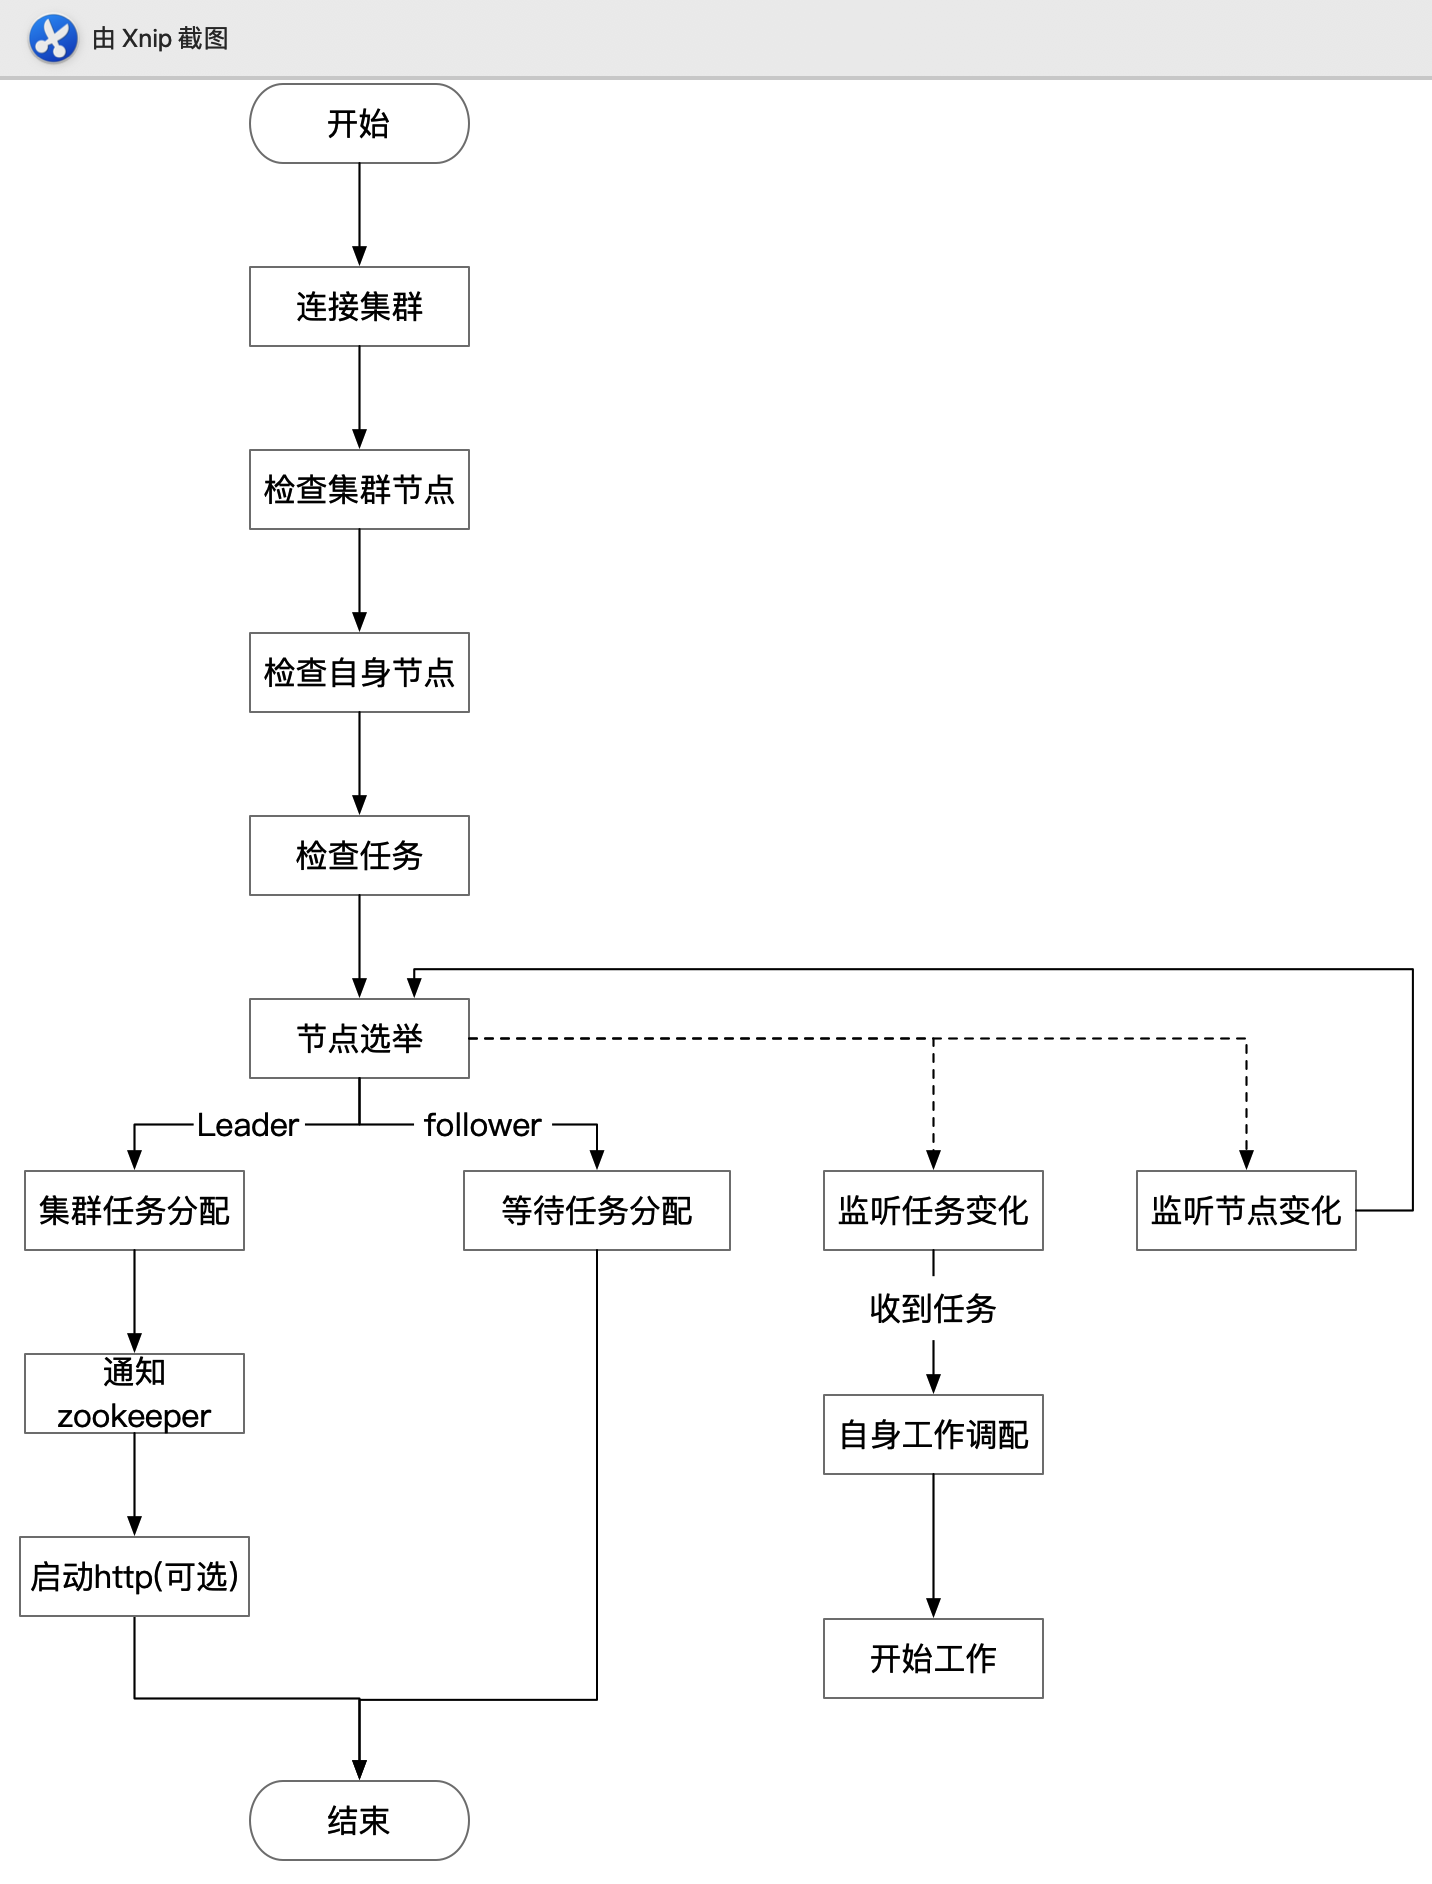 由 Xnip 截图
开始
连接集群
检查集群节点
检查自身节点
检查任务
节点选举
Leader
follower
集群任务分配
等待任务分配
监听任务变化
监听节点变化
收到任务
通知
zookeeper
自身工作调配
启动http(可选)
开始工作
结束